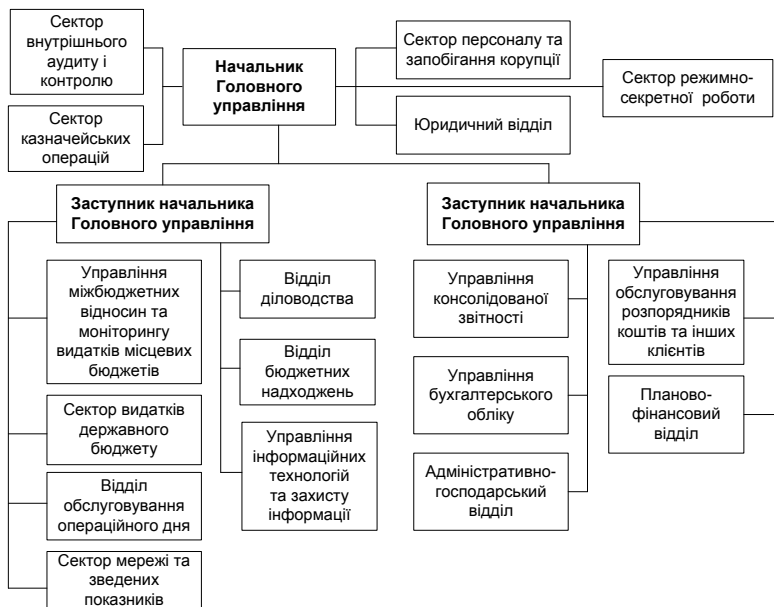 Сектор
внутрішнього
аудиту і
контролю
Сектор
казначейських
операцій
Начальник
Головного
управління
Сектор персоналу та
запобігання корупції
Юридичний відділ
Сектор режимно-
секретної роботи
Заступник начальника
Головного управління
Управління
міжбюджетних
відносин та
моніторингу
видатків місцевих
бюджетів
Сектор видатків
державного
бюджету
Відділ
обслуговування
операційного дня
Сектор мережі та
зведених
показників
Відділ
діловодства
Відділ
бюджетних
надходжень
Управління
інформаційних
технологій
та захисту
інформації
Заступник начальника
Головного управління
Управління
консолідованої
звітності
Управління
бухгалтерського
обліку
Адміністративно-
господарський
відділ
Управління
обслуговування
розпорядників
коштів та інших
клієнтів
Планово-
фінансовий
відділ